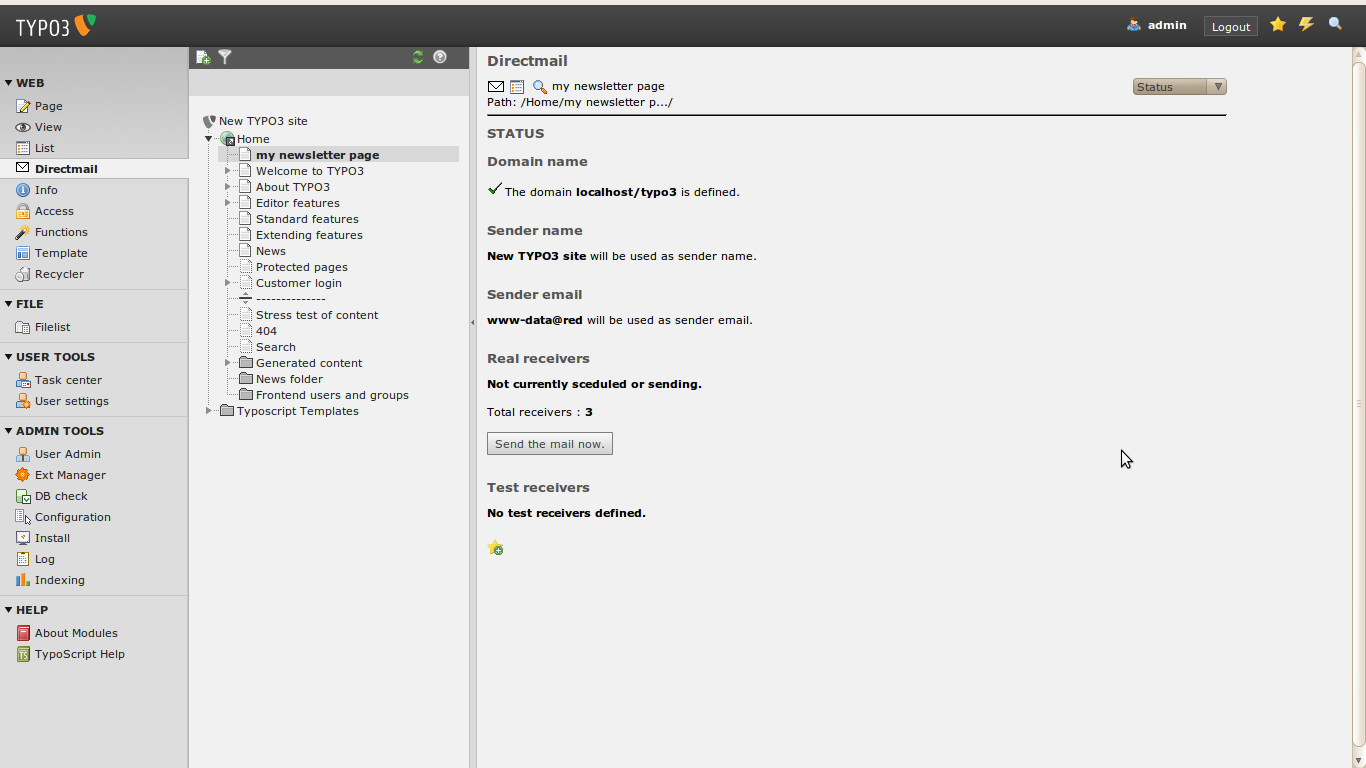 TYPO3
admin
Logout
WEB
Page
View
List
Directmail
Info
Access
Functions
Template
Recycler
FILE
Filelist
USER TOOLS
Task center
User settings
ADMIN TOOLS
User Admin
Ext Manager
DB check
Configuration
Install
Log
Indexing
HELP
About Modules
TypoScript Help
New TYPO3 site
Home
my newsletter page
Welcome to TYPO3
About TYPO3
Editor features
Standard features
Extending features
News
Protected pages
Customer login
--------------
Stress test of content
404
Search
Generated content
News folder
Frontend users and groups
Typoscript Templates
Directmail
my newsletter page
Status
Path: /Home/my newsletter p.../
STATUS
Domain name
The domain localhost/typo3 is defined.
Sender name
New TYPO3 site will be used as sender name.
Sender email
www-data@red will be used as sender email.
Real receivers
Not currently sceduled or sending.
Total receivers : 3
Send the mail now.
Test receivers
No test receivers defined.